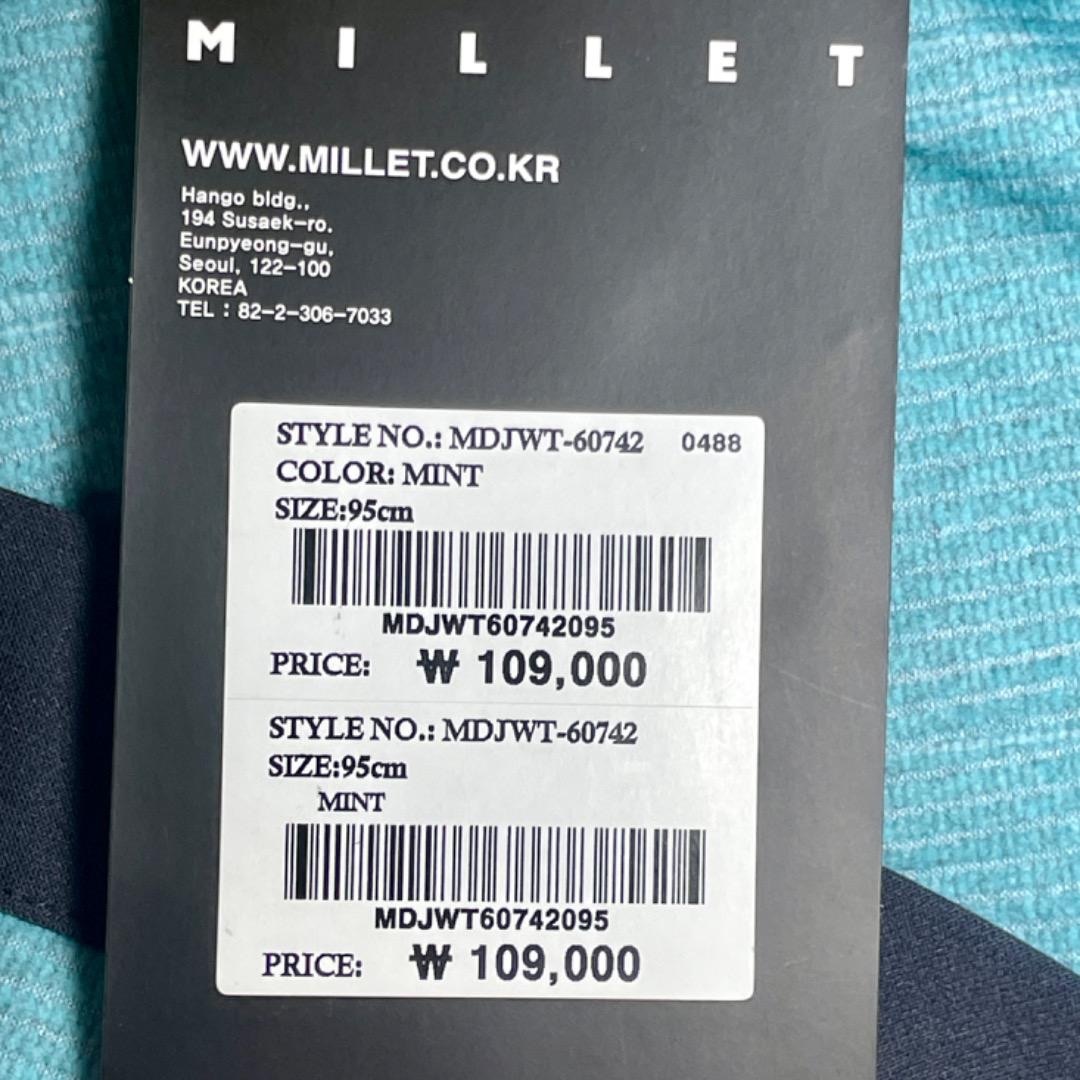 MILLET
WWW.MILLET.CO.KR
Hango bldg.,
194 Susaek-ro.
Eunpyeong-gu,
Seoul, 122-100
KOREA
TEL : 82-2-306-7033
STYLE NO.: MDJWT-60742 0488
COLOR: MINT
SIZE:95cm
MDJWT60742095
PRICE: ₩ 109,000
STYLE NO.: MDJWT-60742
SIZE:95cm
MINT
MDJWT60742095
PRICE: ₩ 109,000